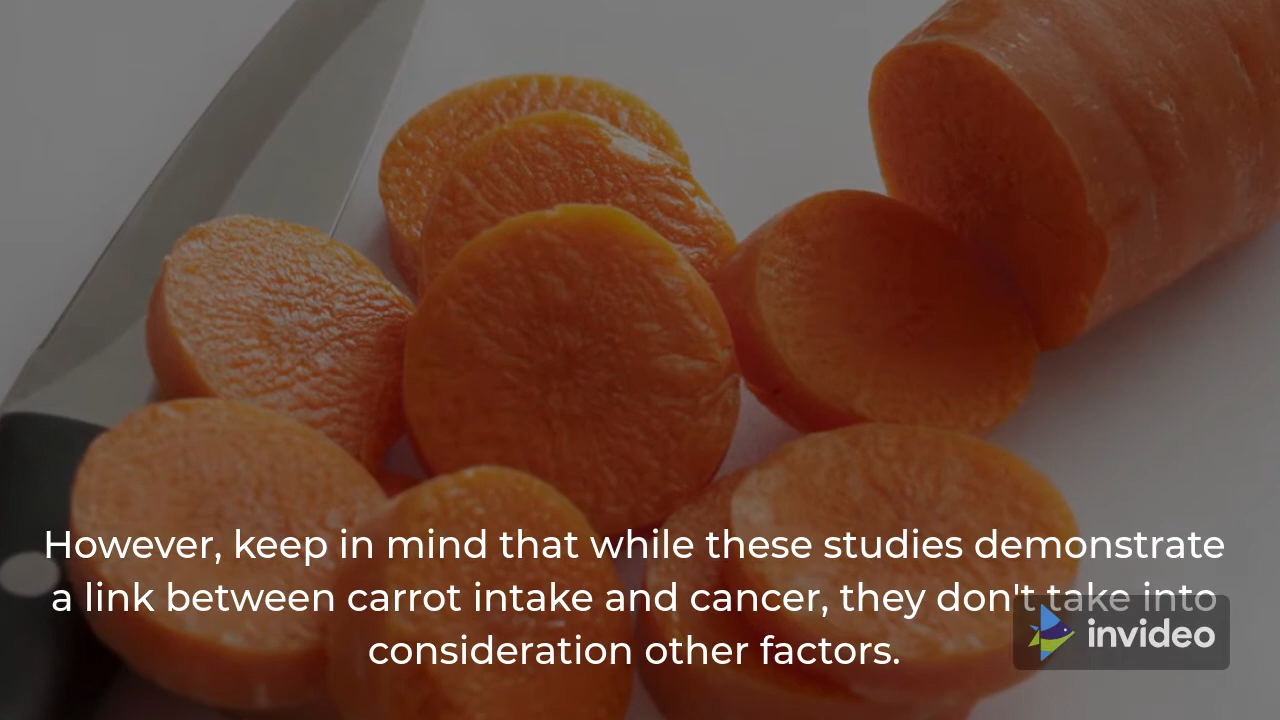 However, keep in mind that while these studies demonstrate
a link between carrot intake and cancer, they don't take into
consideration other factors.
invideo